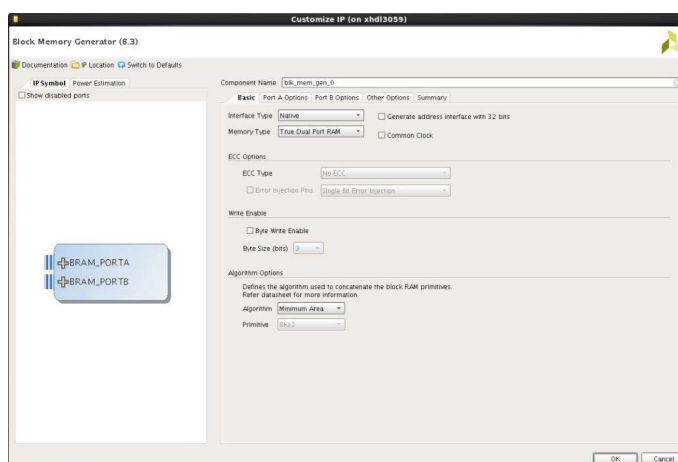 Customize IP (on xhdl3059)
Block Memory Generator (8.3)
Documentation IP Location Switch to Defaults
IP Symbol Power Estimation
Show disabled ports
BRAM_PORTA
BRAM_PORTB
Component Name blk_mem_gen_0
Basic Port A Options Port B Options Other Options Summary
Interface Type Native Generate address interface with 32 bits
Memory Type True Dual Port RAM Common Clock
ECC Options
ECC Type No ECC
Error Injection Pins Single Bit Error Injection
Write Enable
Byte Write Enable
Byte Size (bits) 9
Algorithm Options
Defines the algorithm used to concatenate the block RAM primitives.
Refer datasheet for more information.
Algorithm Minimum Area
Primitive 8kx2
OK Cancel